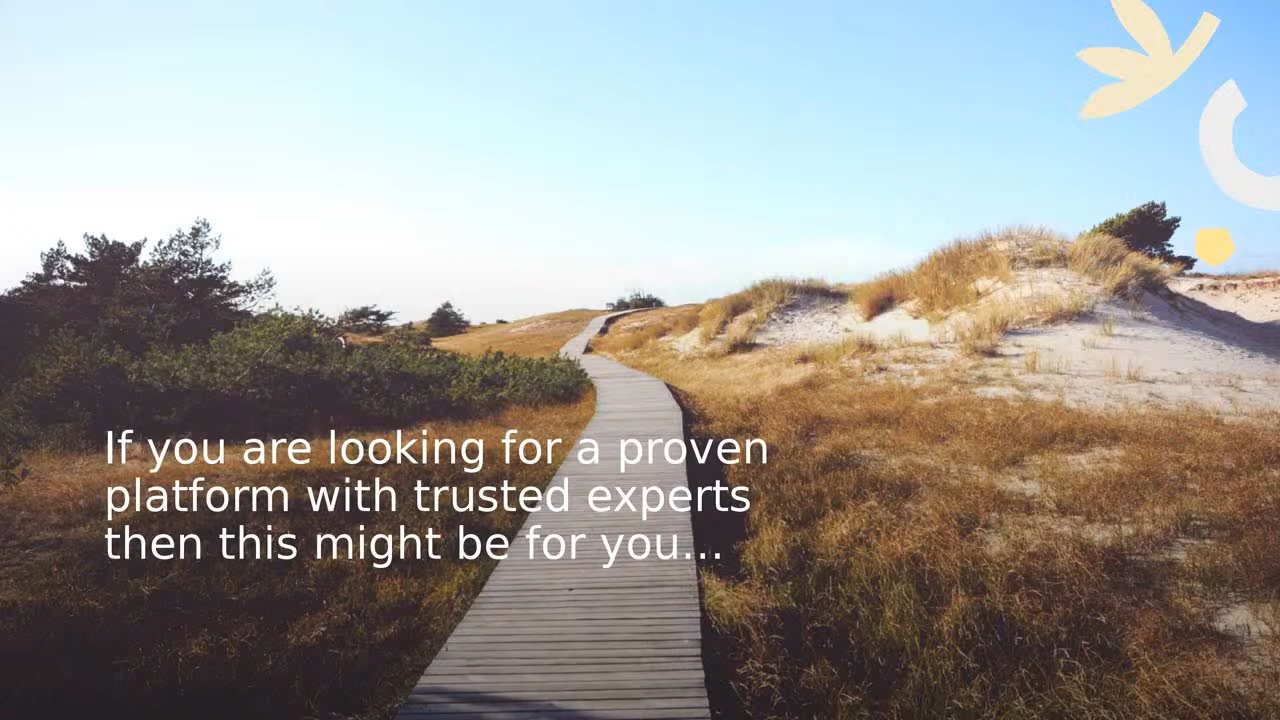 If you are looking for a proven
platform with trusted experts
then this might be for you...